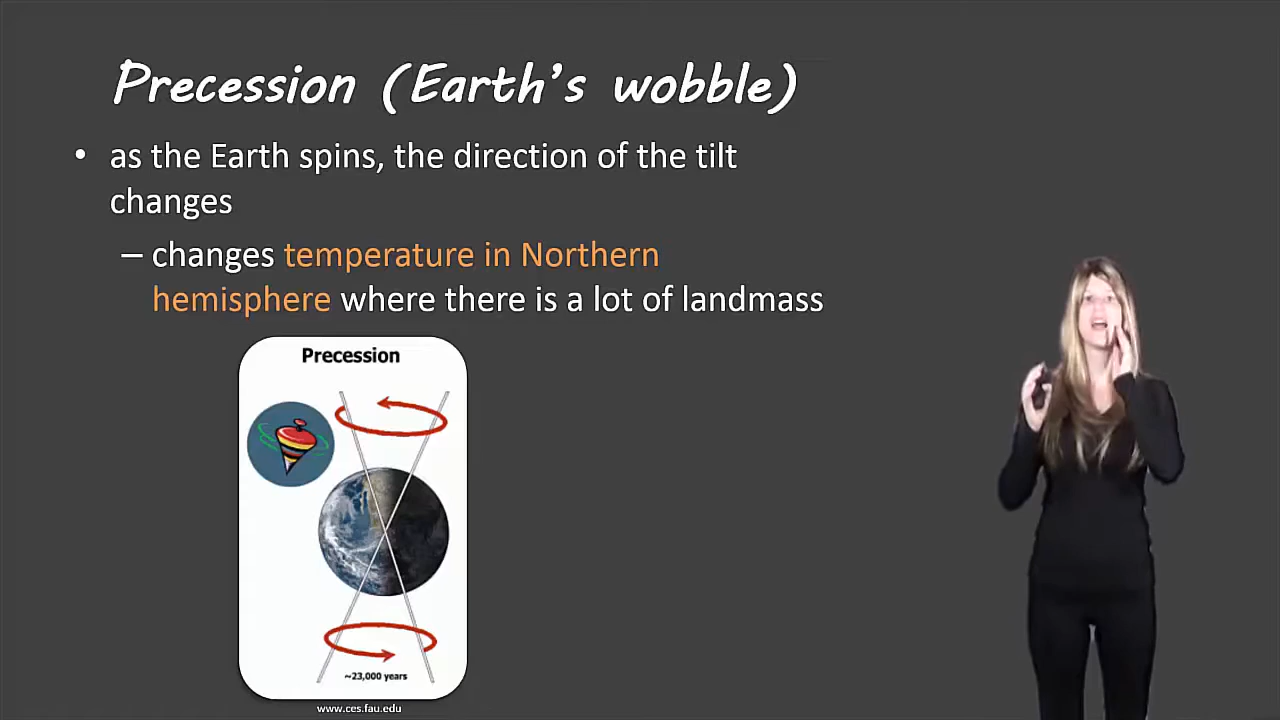 Precession (Earth's wobble)
• as the Earth spins, the direction of the tilt
changes
– changes temperature in Northern
hemisphere where there is a lot of landmass
Precession
~23,000 years
www.ces.fau.edu